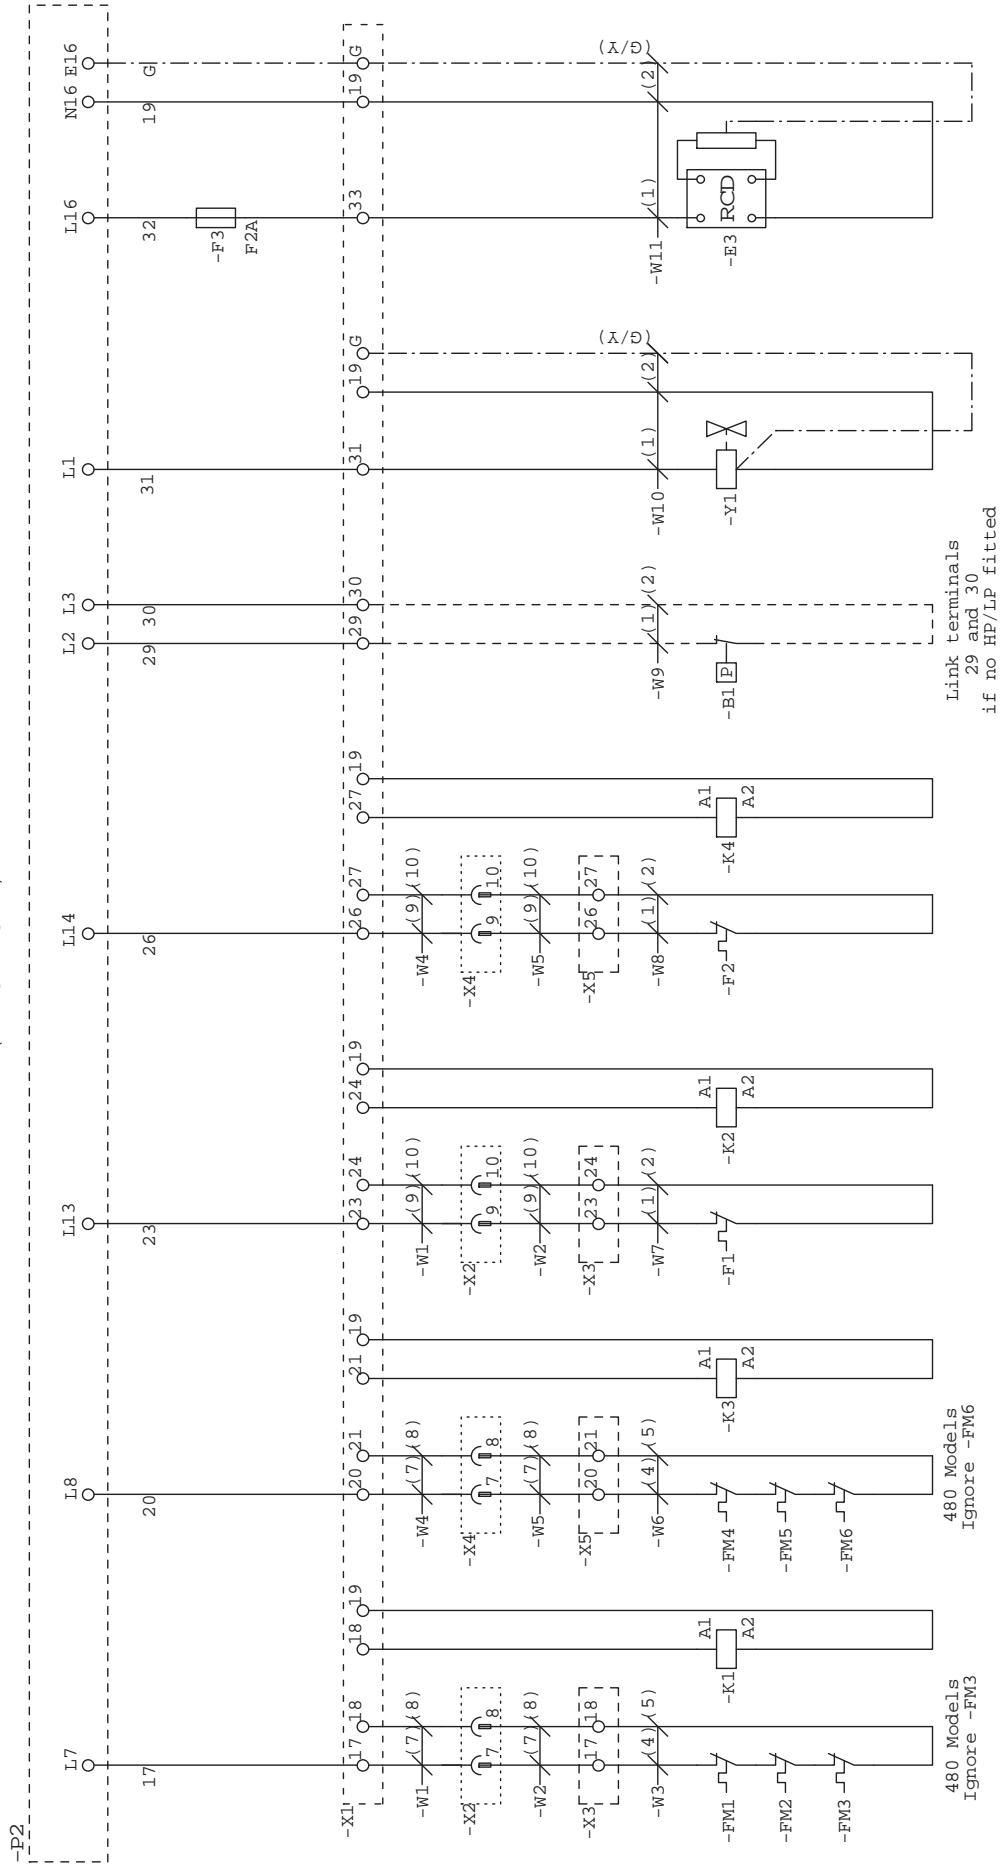 -P2
L7 L8 L13 L14 L2 L3 L1 L16 N16 E16
17 20 23 26 29 30 31 32 19 G
-F3
F2A
-X1 17 18 18 19 20 21 21 19 23 24 24 19 26 27 27 19 29 30 31 19 G 33 19 G
-W1 (7) (8) -W4 (7) (8) -W1 (9) (10) -W4 (9) (10)
-X2 7 8 -X4 7 8 -X2 9 10 -X4 9 10
-W2 (7) (8) -W5 (7) (8) -W2 (9) (10) -W5 (9) (10)
-X3 17 18 -X5 20 21 -X3 23 24 -X5 26 27
-W3 (4) (5) -W6 (4) (5) -W7 (1) (2) -W8 (1) (2) -W9 (1) (2) -W10 (1) (2) (G/Y) -W11 (1) (2) (G/Y)
-FM1 -K1 A1 A2 -FM4 -K3 A1 A2 -F1 -K2 A1 A2 -F2 -K4 A1 A2 -B1 P -Y1 -E3 RCD
-FM2 -FM5
-FM3 -FM6
480 Models
Ignore -FM3
480 Models
Ignore -FM6
Link terminals
29 and 30
if no HP/LP fitted